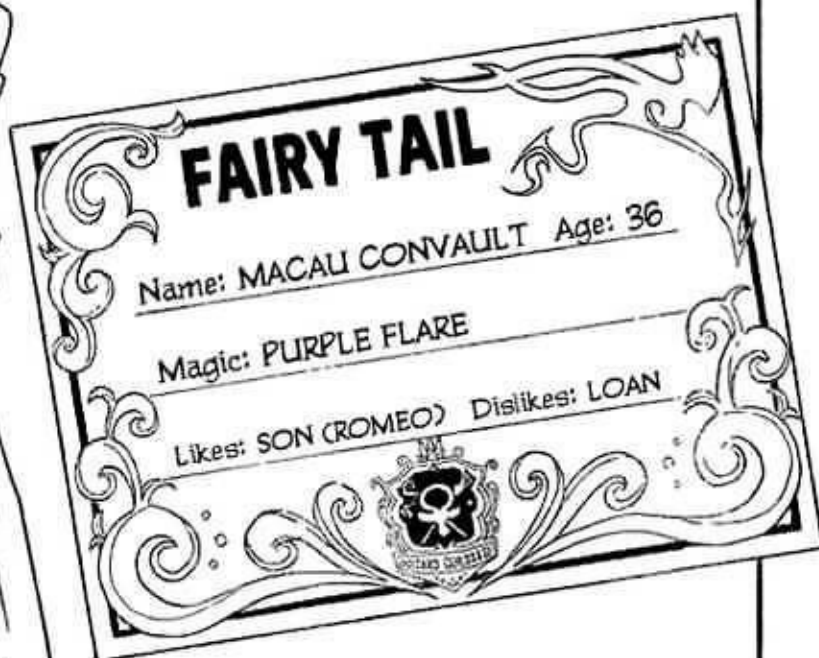 FAIRY TAIL
Name: MACAU CONVAULT Age: 36
Magic: PURPLE FLARE
Likes: SON (ROMEO) Dislikes: LOAN